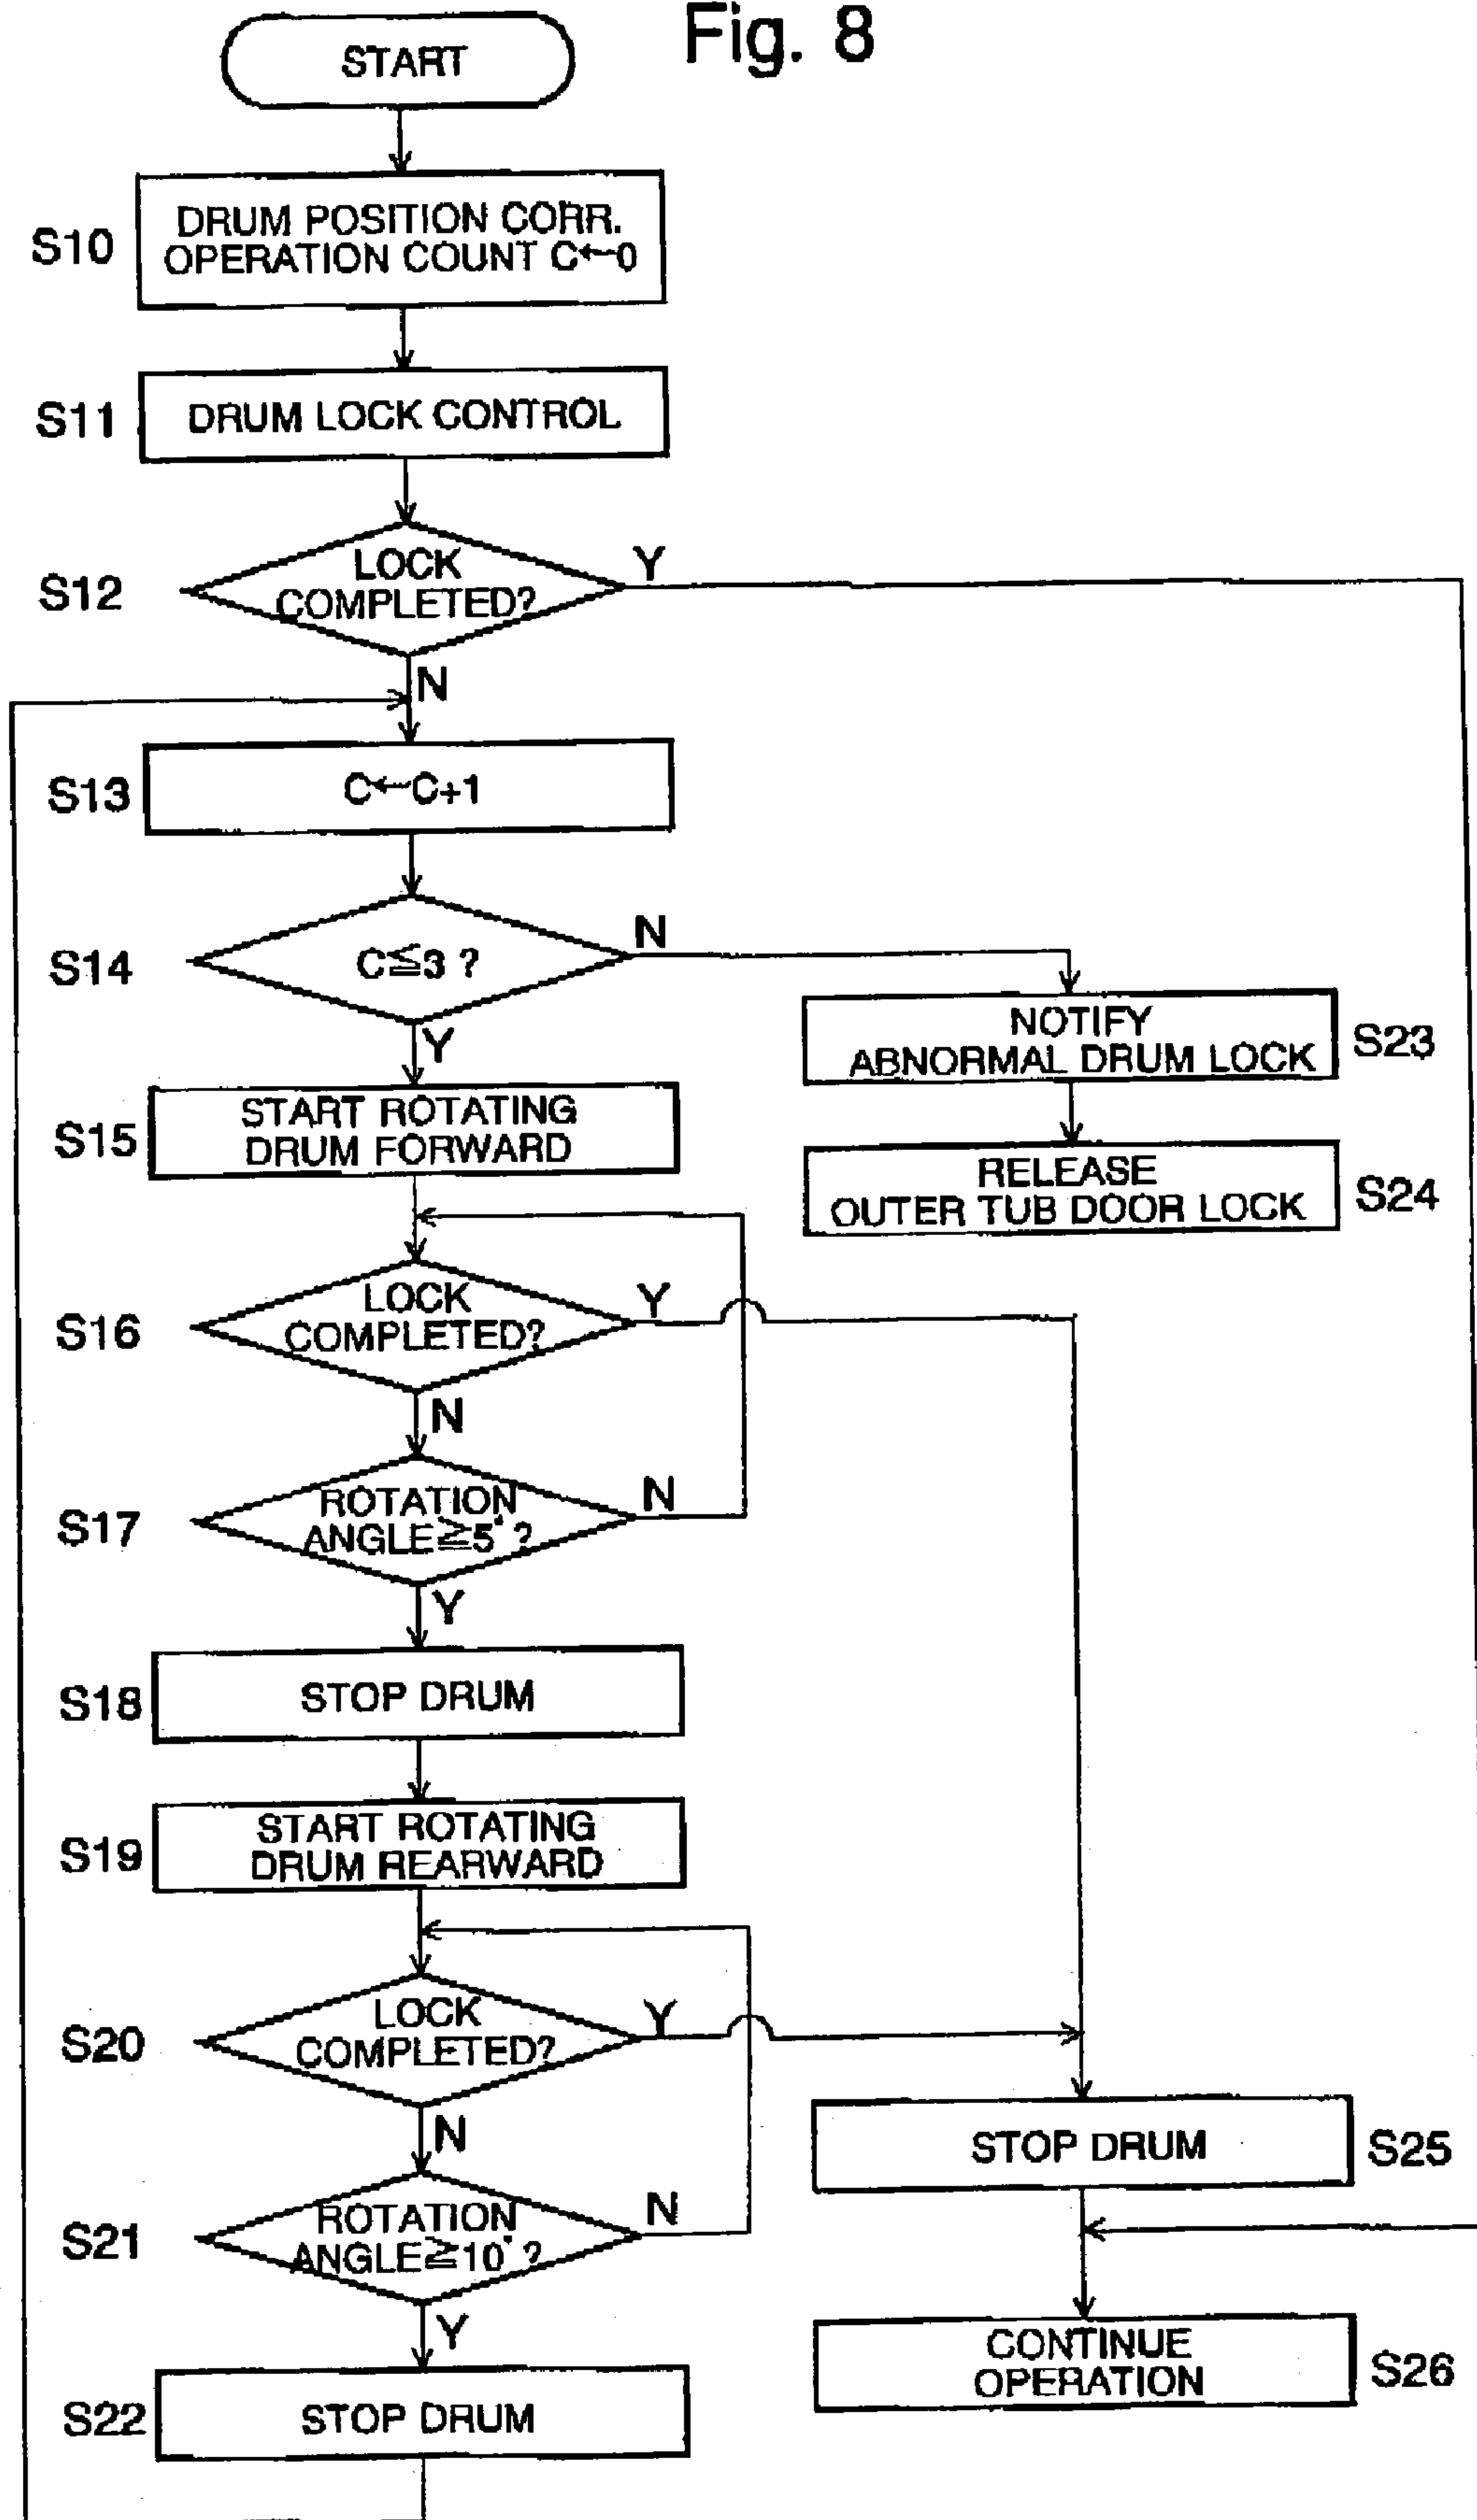 Fig. 8
START
S10
DRUM POSITION CORR.
OPERATION COUNT C←0
S11
DRUM LOCK CONTROL
S12
LOCK
COMPLETED?
Y
N
S13
C←C+1
S14
C≦3 ?
N
Y
S23
NOTIFY
ABNORMAL DRUM LOCK
S15
START ROTATING
DRUM FORWARD
S24
RELEASE
OUTER TUB DOOR LOCK
S16
LOCK
COMPLETED?
Y
N
S17
ROTATION
ANGLE≧5° ?
N
Y
S18
STOP DRUM
S19
START ROTATING
DRUM REARWARD
S20
LOCK
COMPLETED?
Y
N
STOP DRUM
S25
S21
ROTATION
ANGLE≧10° ?
N
Y
CONTINUE
OPERATION
S26
S22
STOP DRUM